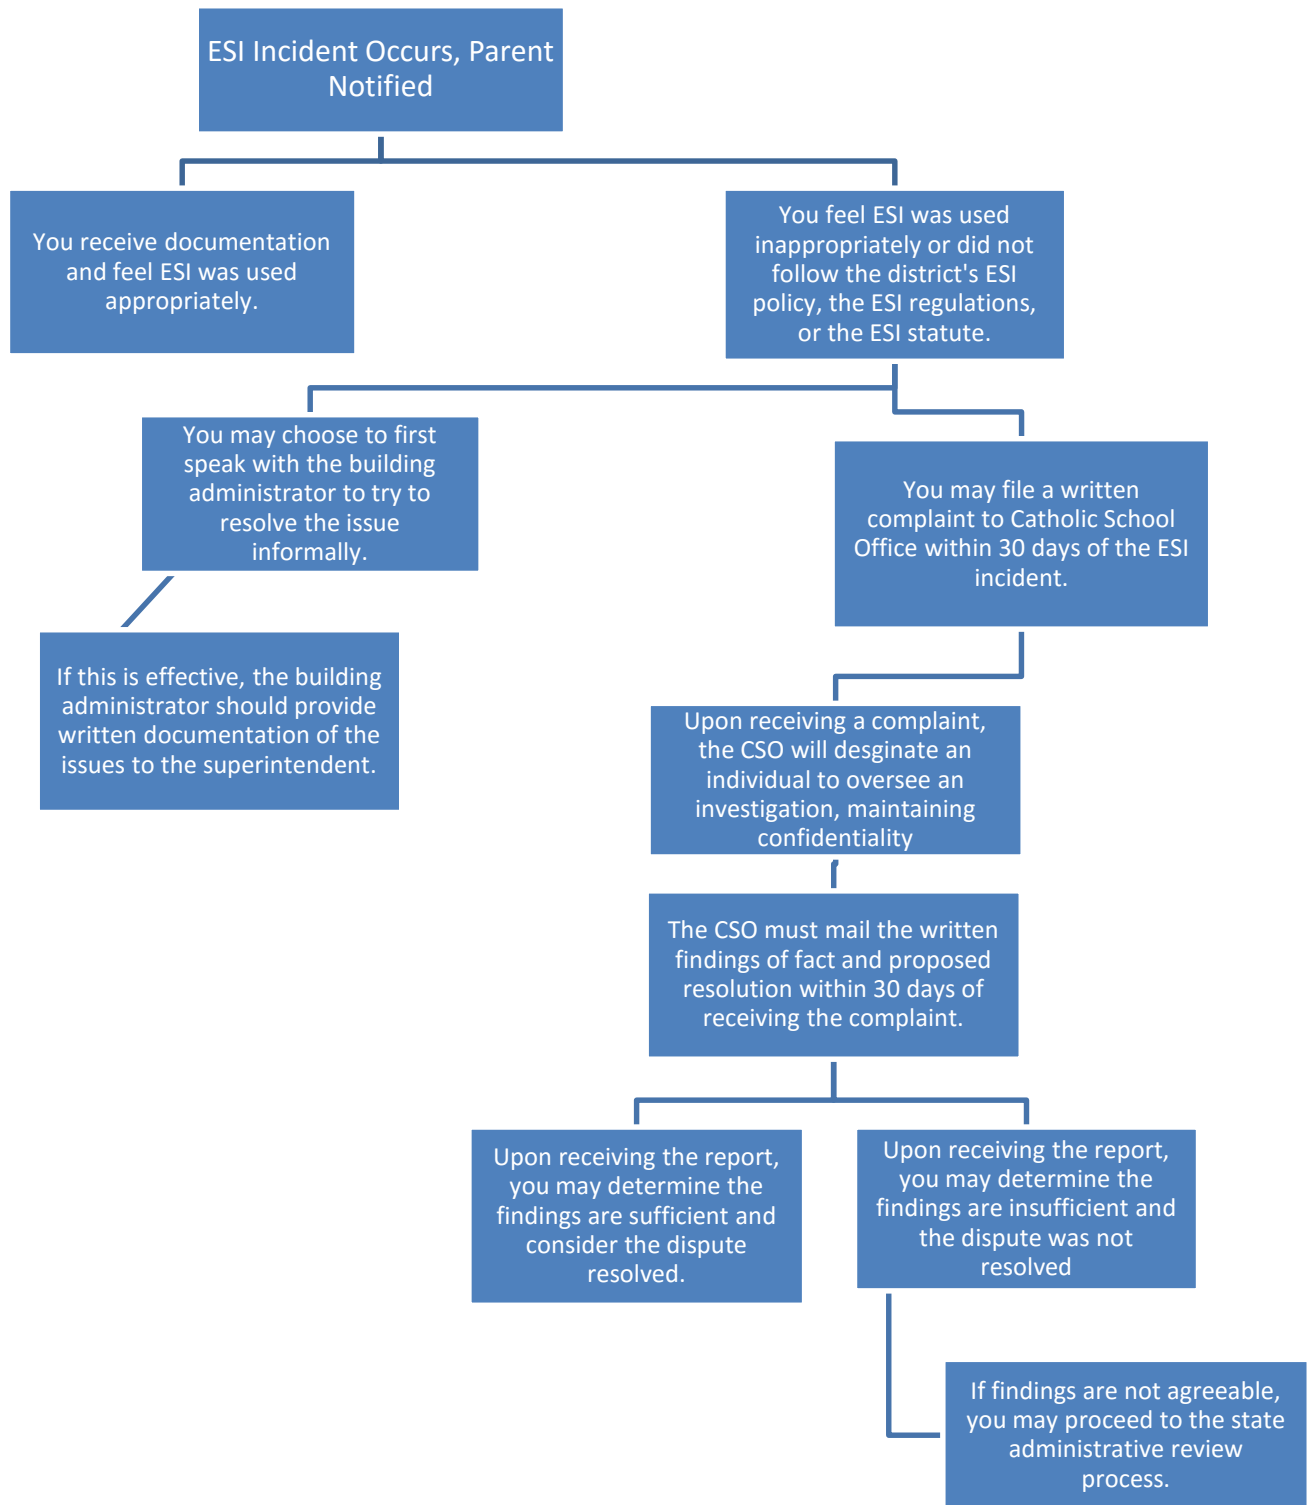 ESI Incident Occurs, Parent
Notified
You receive documentation
and feel ESI was used
appropriately.
You feel ESI was used
inappropriately or did not
follow the district's ESI
policy, the ESI regulations,
or the ESI statute.
You may choose to first
speak with the building
administrator to try to
resolve the issue
informally.
You may file a written
complaint to Catholic School
Office within 30 days of the ESI
incident.
If this is effective, the building
administrator should provide
written documentation of the
issues to the superintendent.
Upon receiving a complaint,
the CSO will desginate an
individual to oversee an
investigation, maintaining
confidentiality
The CSO must mail the written
findings of fact and proposed
resolution within 30 days of
receiving the complaint.
Upon receiving the report,
you may determine the
findings are sufficient and
consider the dispute
resolved.
Upon receiving the report,
you may determine the
findings are insufficient and
the dispute was not
resolved
If findings are not agreeable,
you may proceed to the state
administrative review
process.